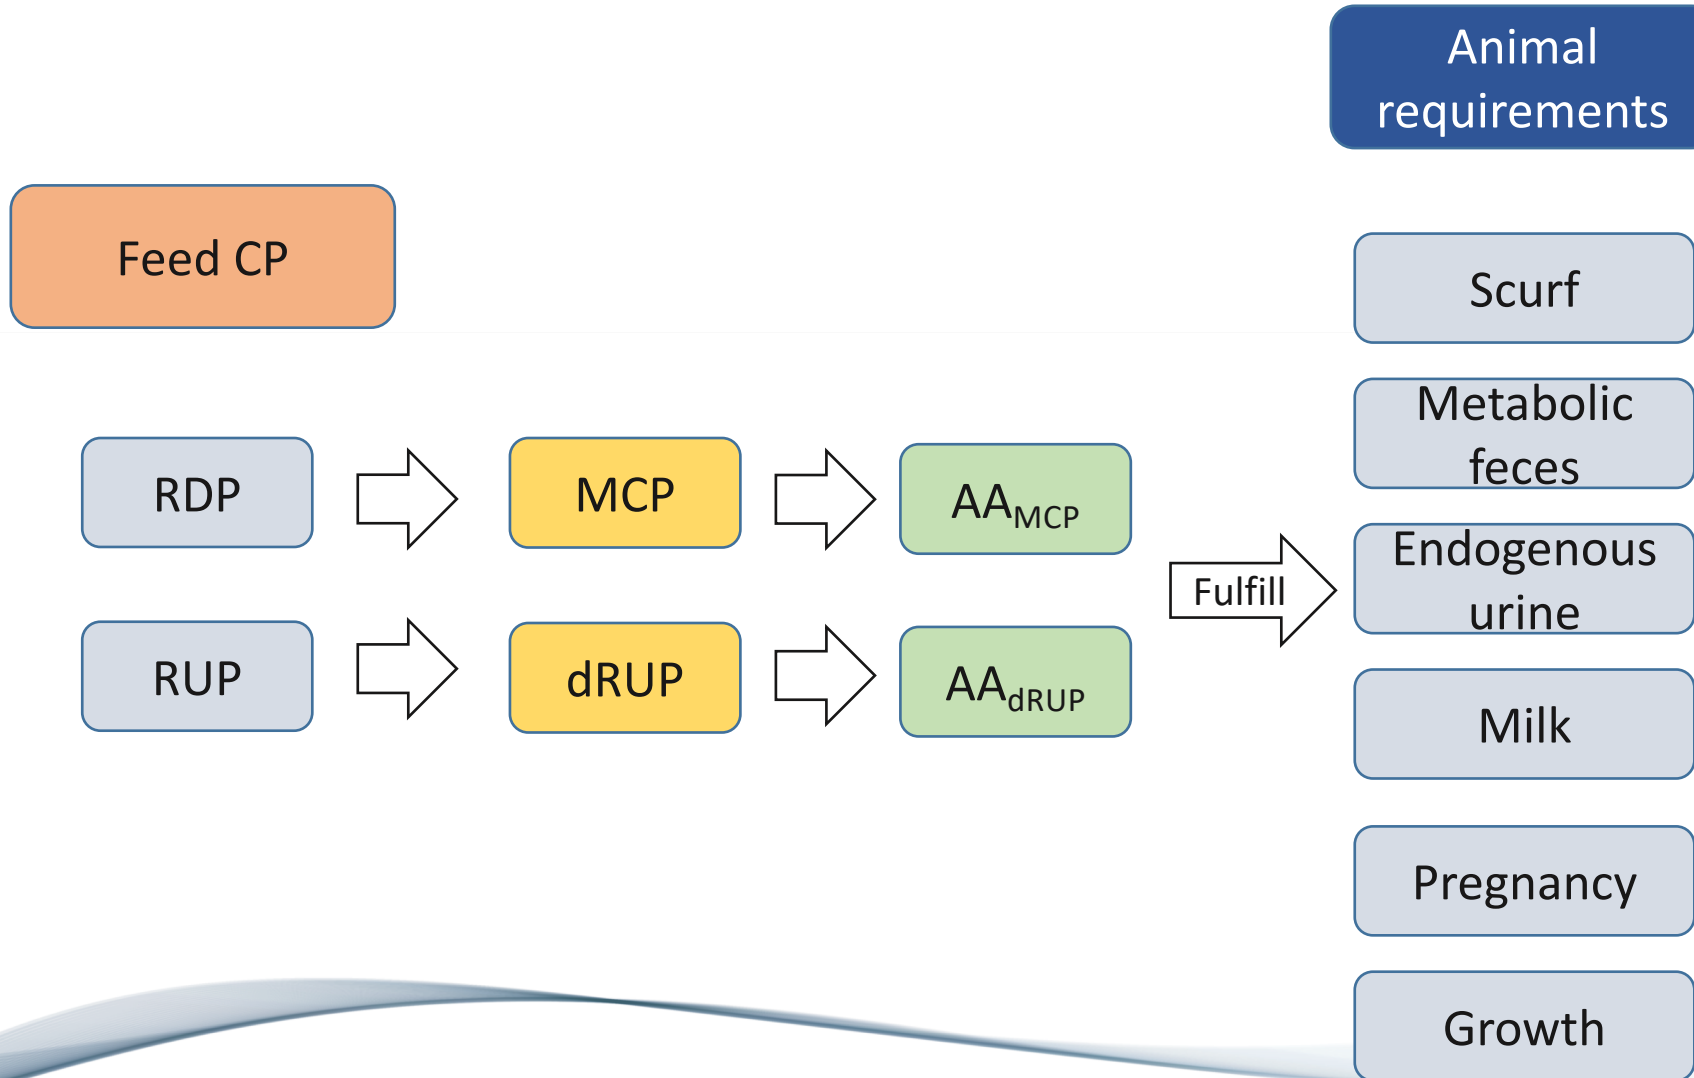 Animal
requirements
Feed CP
Scurf
Metabolic
feces
RDP
MCP
AAMCP
Endogenous
urine
Fulfill
RUP
dRUP
AAdRUP
Milk
Pregnancy
Growth